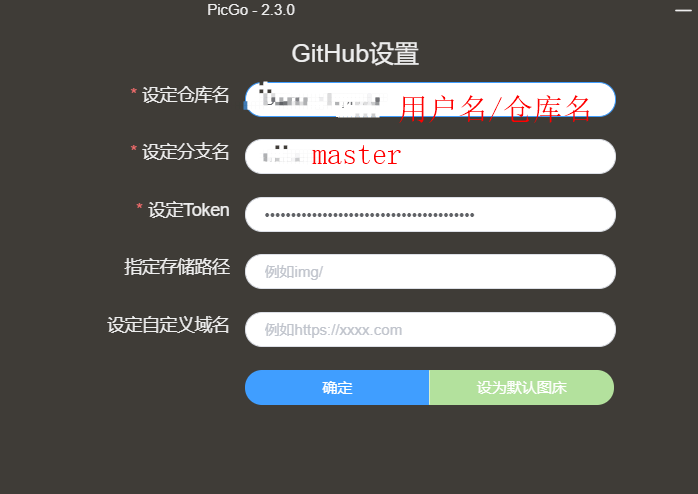 PicGo - 2.3.0
GitHub设置
* 设定仓库名
用户名/仓库名
* 设定分支名
master
* 设定Token
指定存储路径
例如img/
设定自定义域名
例如https://xxxx.com
确定
设为默认图床